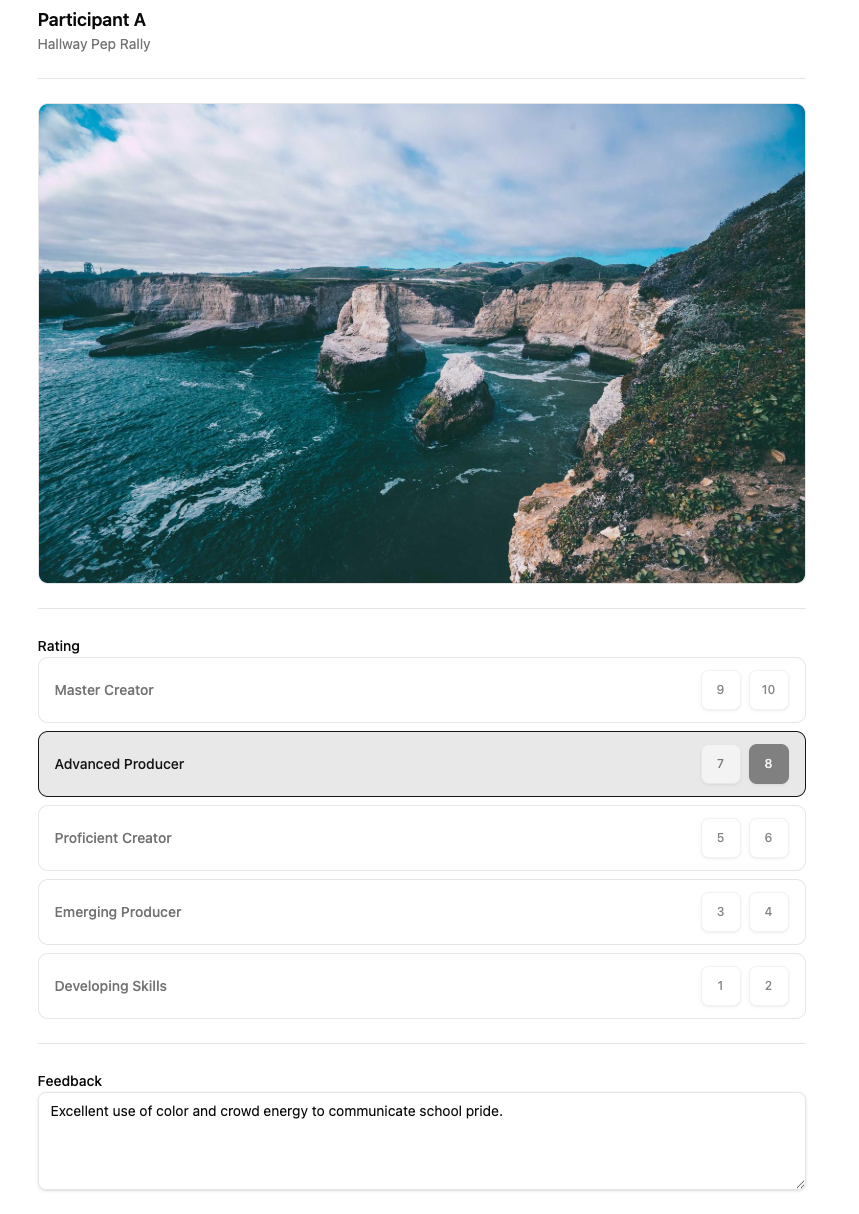 Participant A
Hallway Pep Rally
Rating
Master Creator 9 10
Advanced Producer 7 8
Proficient Creator 5 6
Emerging Producer 3 4
Developing Skills 1 2
Feedback
Excellent use of color and crowd energy to communicate school pride.